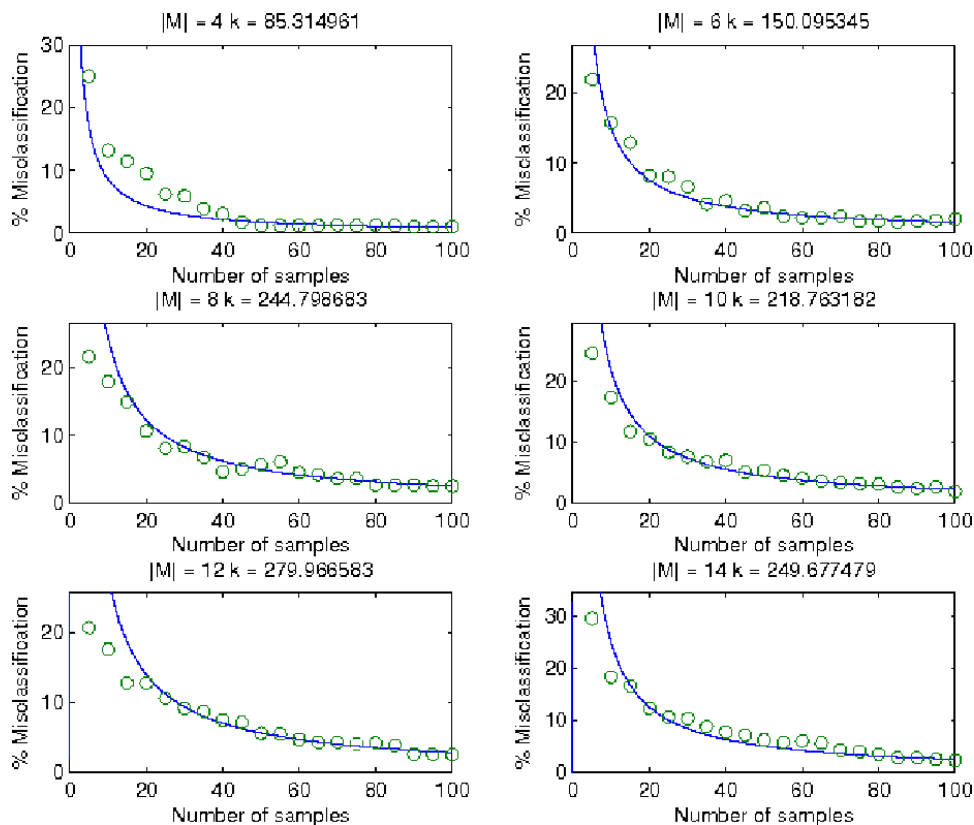 |M| = 4 k = 85.314961
30
20
10
0
% Misclassification
0 20 40 60 80 100
Number of samples
|M| = 6 k = 150.095345
20
10
0
% Misclassification
0 20 40 60 80 100
Number of samples
|M| = 8 k = 244.798683
20
10
0
% Misclassification
0 20 40 60 80 100
Number of samples
|M| = 10 k = 218.763182
20
10
0
% Misclassification
0 20 40 60 80 100
Number of samples
|M| = 12 k = 279.966583
20
10
0
% Misclassification
0 20 40 60 80 100
Number of samples
|M| = 14 k = 249.677479
30
20
10
0
% Misclassification
0 20 40 60 80 100
Number of samples